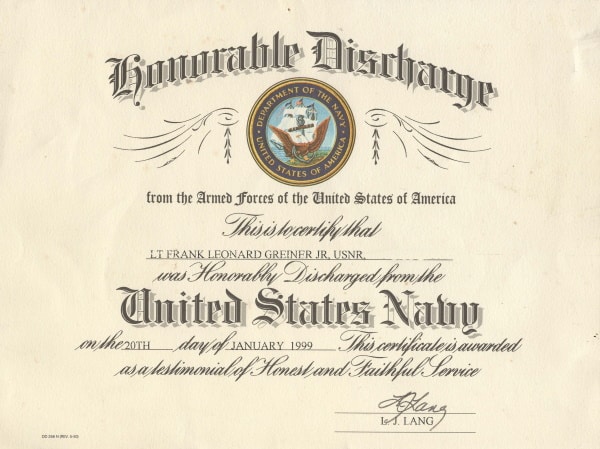 Honorable Discharge
DEPARTMENT OF THE NAVY
UNITED STATES OF AMERICA
from the Armed Forces of the United States of America
This is to certify that
LT FRANK LEONARD GREINER JR, USNR,
was Honorably Discharged from the
United States Navy
on the 20TH day of JANUARY 1999 This certificate is awarded
as a testimonial of Honest and Faithful Service
L. J. LANG